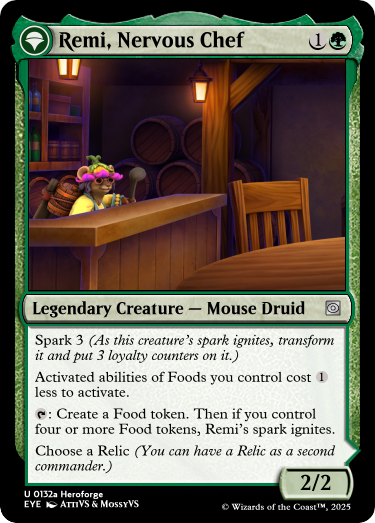 Remi, Nervous Chef 1
Legendary Creature — Mouse Druid
Spark 3 (As this creature's spark ignites, transform
it and put 3 loyalty counters on it.)
Activated abilities of Foods you control cost 1
less to activate.
: Create a Food token. Then if you control
four or more Food tokens, Remi's spark ignites.
Choose a Relic (You can have a Relic as a second
commander.)
2/2
U 0132a Heroforge
EYE AttiVS & MossyVS
© Wizards of the Coast™, 2025